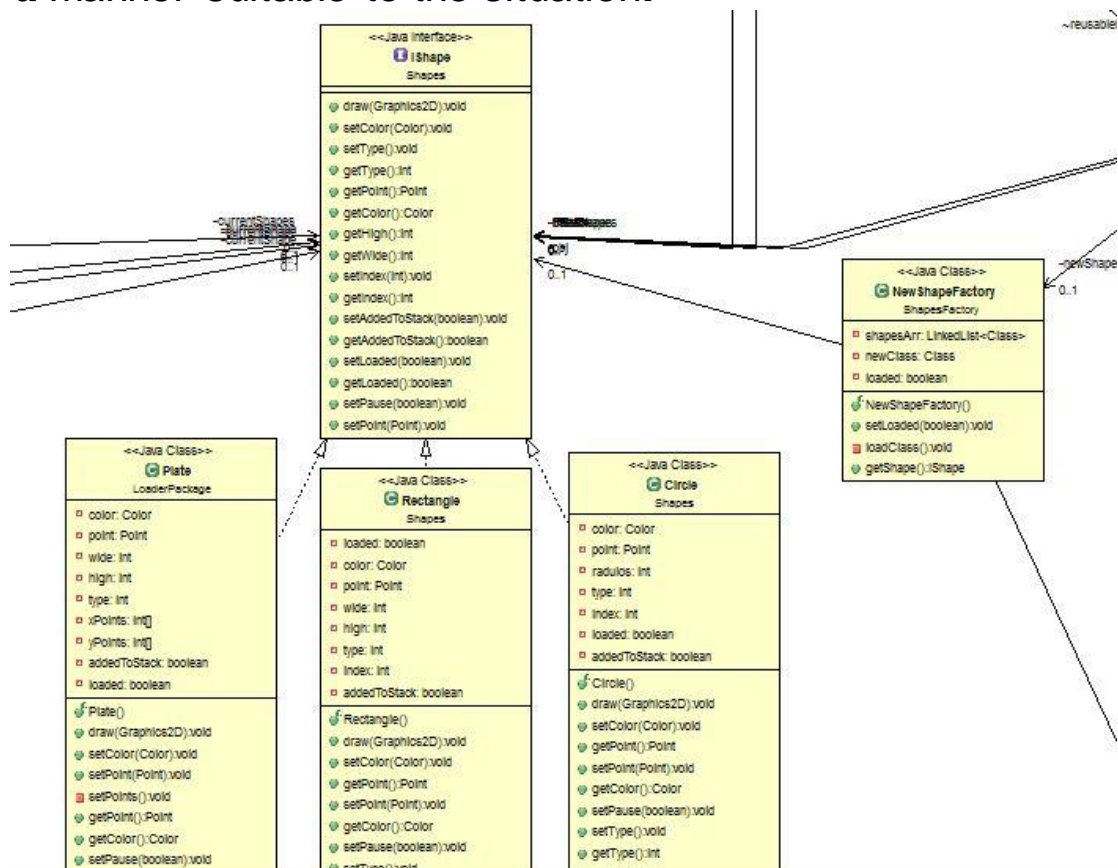 a manner suitable to the situation.
~reusable
<<Java Interface>>
IShape
Shapes
draw(Graphics2D):void
setColor(Color):void
setType():void
getType():int
getPoint():Point
getColor():Color
getHigh():int
getWide():int
setIndex(int):void
getIndex():int
setAddedToStack(boolean):void
getAddedToStack():boolean
setLoaded(boolean):void
getLoaded():boolean
setPause(boolean):void
setPoint(Point):void
-currentShapes
-currentShape
0..1
0..1
-newShape
0..1
<<Java Class>>
NewShapeFactory
ShapesFactory
shapesArr: LinkedList<Class>
newClass: Class
loaded: boolean
NewShapeFactory()
setLoaded(boolean):void
loadClass():void
getShape():IShape
<<Java Class>>
Plate
LoaderPackage
color: Color
point: Point
wide: int
high: int
type: int
xPoints: int[]
yPoints: int[]
addedToStack: boolean
loaded: boolean
Plate()
draw(Graphics2D):void
setColor(Color):void
setPoint(Point):void
setPoints():void
getPoint():Point
getColor():Color
setPause(boolean):void
<<Java Class>>
Rectangle
Shapes
loaded: boolean
color: Color
point: Point
wide: int
high: int
type: int
index: int
addedToStack: boolean
Rectangle()
draw(Graphics2D):void
setColor(Color):void
getPoint():Point
setPoint(Point):void
getColor():Color
setPause(boolean):void
setType():void
<<Java Class>>
Circle
Shapes
color: Color
point: Point
radulos: int
type: int
index: int
loaded: boolean
addedToStack: boolean
Circle()
draw(Graphics2D):void
setColor(Color):void
getPoint():Point
setPoint(Point):void
getColor():Color
setPause(boolean):void
setType():void
getType():int